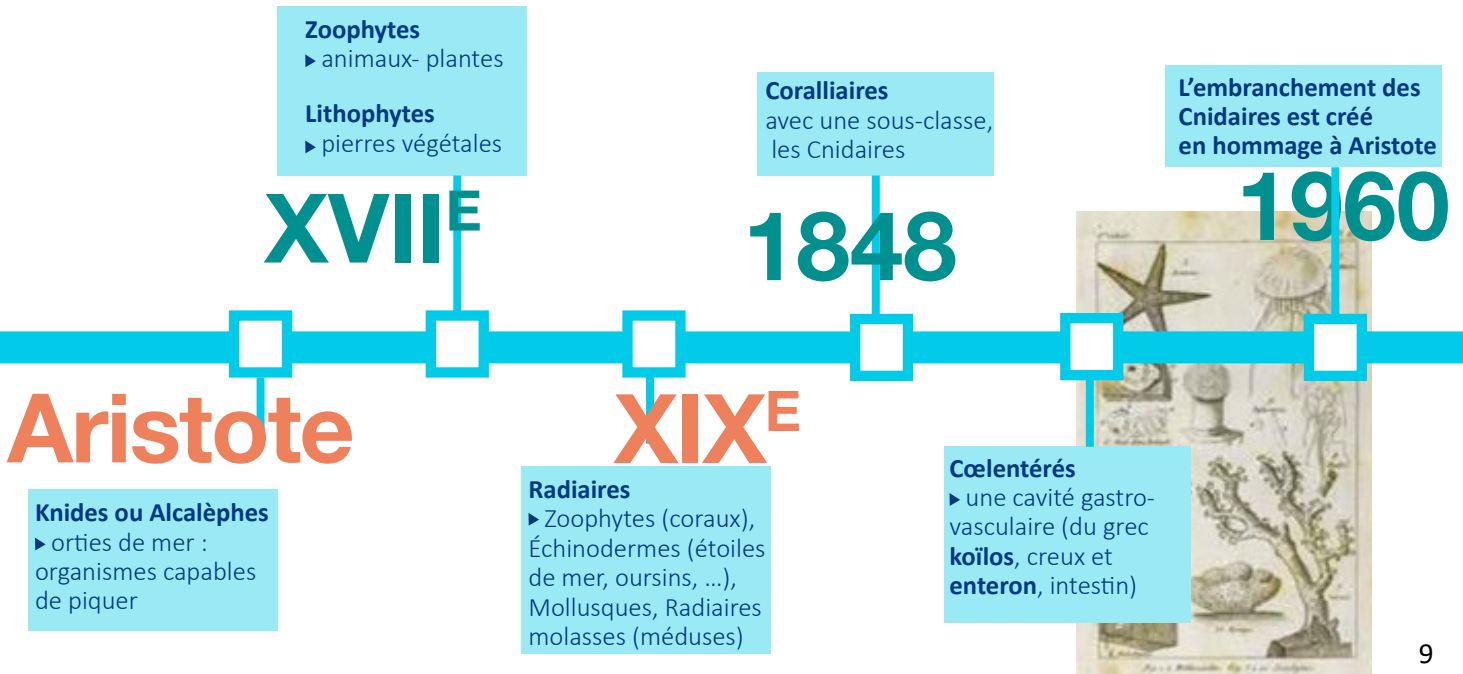 Zoophytes
▶ animaux- plantes
Lithophytes
▶ pierres végétales
XVIIE
Coralliaires
avec une sous-classe,
les Cnidaires
1848
L'embranchement des
Cnidaires est créé
en hommage à Aristote
1960
Aristote
Knides ou Alcalèphes
▶ orties de mer :
organismes capables
de piquer
XIXE
Radiaires
▶ Zoophytes (coraux),
Échinodermes (étoiles
de mer, oursins, ...),
Mollusques, Radiaires
molasses (méduses)
Cœlentérés
▶ une cavité gastro-
vasculaire (du grec
koïlos, creux et
enteron, intestin)
9